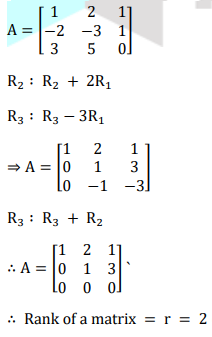 A = [1 2 1
-2 -3 1
3 5 0]
R₂ : R₂ + 2R₁
R₃ : R₃ − 3R₁
⇒ A = [1 2 1
0 1 3
0 -1 -3]
R₃ : R₃ + R₂
∴ A = [1 2 1
0 1 3
0 0 0]`
∴ Rank of a matrix = r = 2